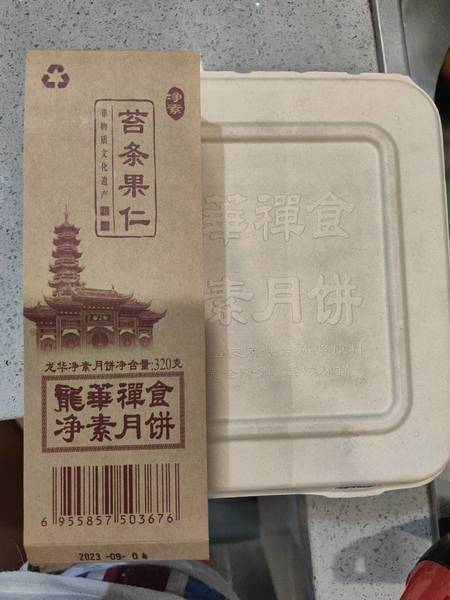 净素
苔条果仁
非物质文化遗产
龙华净素月饼净含量:320克
龍華禪食
净素月饼
6 955857 503676
2023-09-04
華禪食
素月饼